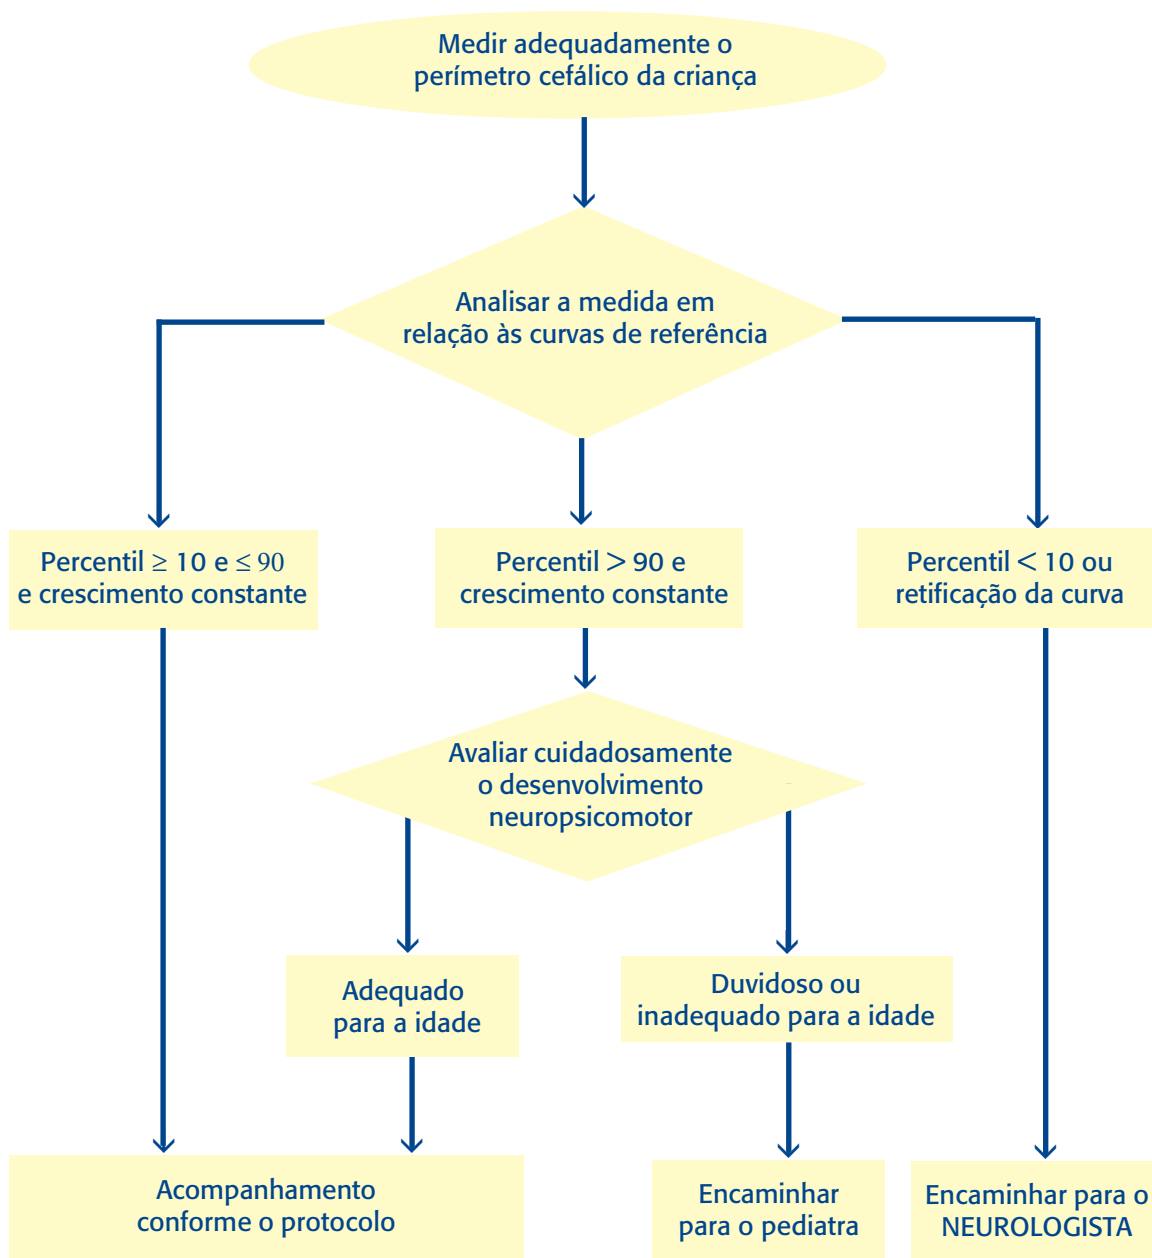 Medir adequadamente o
perímetro cefálico da criança
Analisar a medida em
relação às curvas de referência
Percentil ≥ 10 e ≤ 90
e crescimento constante
Percentil > 90 e
crescimento constante
Percentil < 10 ou
retificação da curva
Avaliar cuidadosamente
o desenvolvimento
neuropsicomotor
Adequado
para a idade
Duvidoso ou
inadequado para a idade
Acompanhamento
conforme o protocolo
Encaminhar
para o pediatra
Encaminhar para o
NEUROLOGISTA